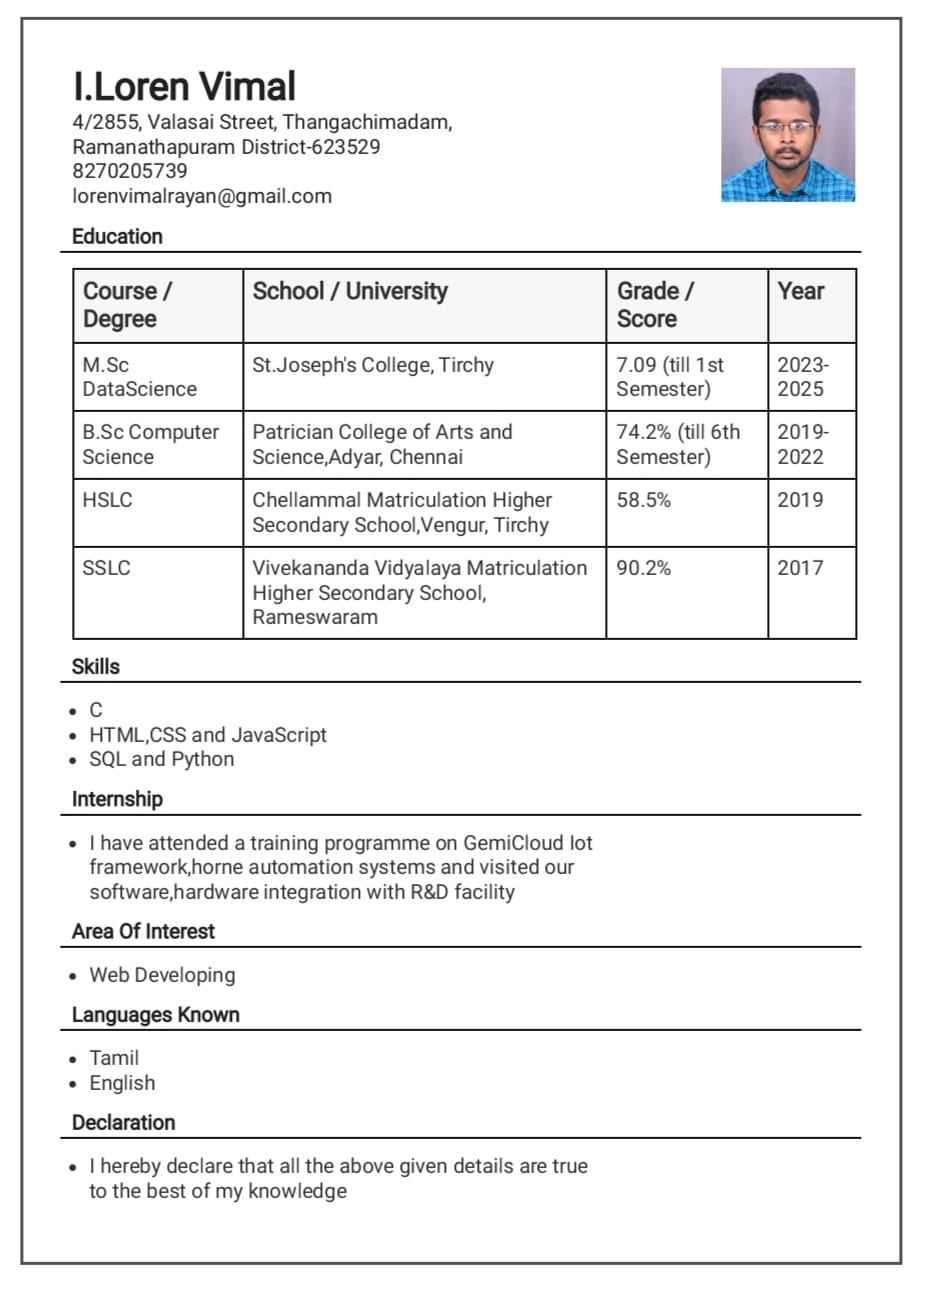 I.Loren Vimal
4/2855, Valasai Street, Thangachimadam,
Ramanathapuram District-623529
8270205739
lorenvimalrayan@gmail.com
Education
Course / Degree School / University Grade / Score Year
M.Sc DataScience St.Joseph's College, Tirchy 7.09 (till 1st Semester) 2023-2025
B.Sc Computer Science Patrician College of Arts and Science,Adyar, Chennai 74.2% (till 6th Semester) 2019-2022
HSLC Chellammal Matriculation Higher Secondary School,Vengur, Tirchy 58.5% 2019
SSLC Vivekananda Vidyalaya Matriculation Higher Secondary School, Rameswaram 90.2% 2017
Skills
• C
• HTML,CSS and JavaScript
• SQL and Python
Internship
• I have attended a training programme on GemiCloud Iot
framework,horne automation systems and visited our
software,hardware integration with R&D facility
Area Of Interest
• Web Developing
Languages Known
• Tamil
• English
Declaration
• I hereby declare that all the above given details are true
to the best of my knowledge